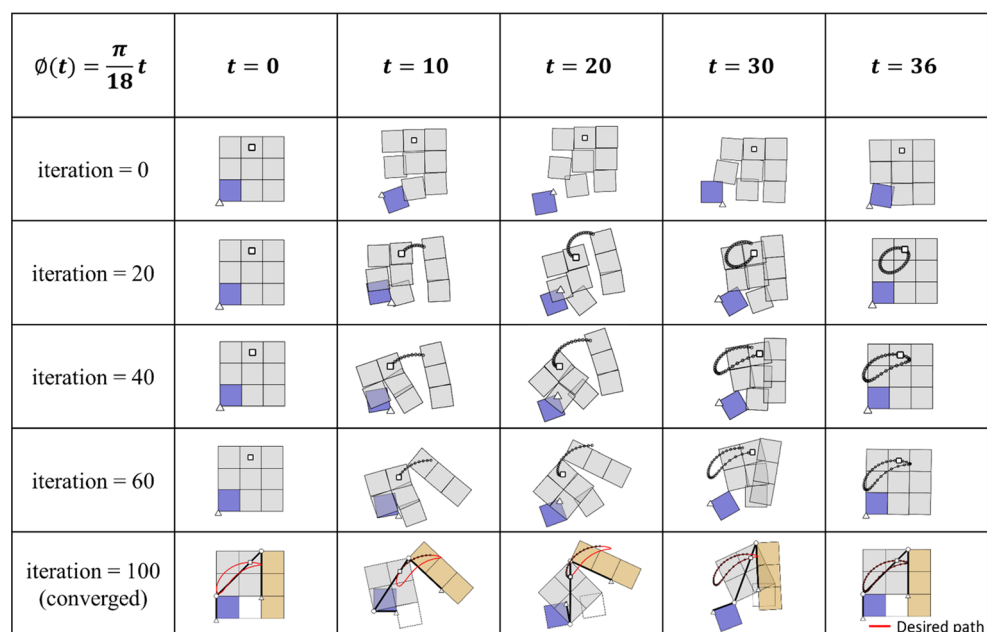 ∅(t) = π/18 t
t = 0
t = 10
t = 20
t = 30
t = 36
iteration = 0
iteration = 20
iteration = 40
iteration = 60
iteration = 100
(converged)
Desired path